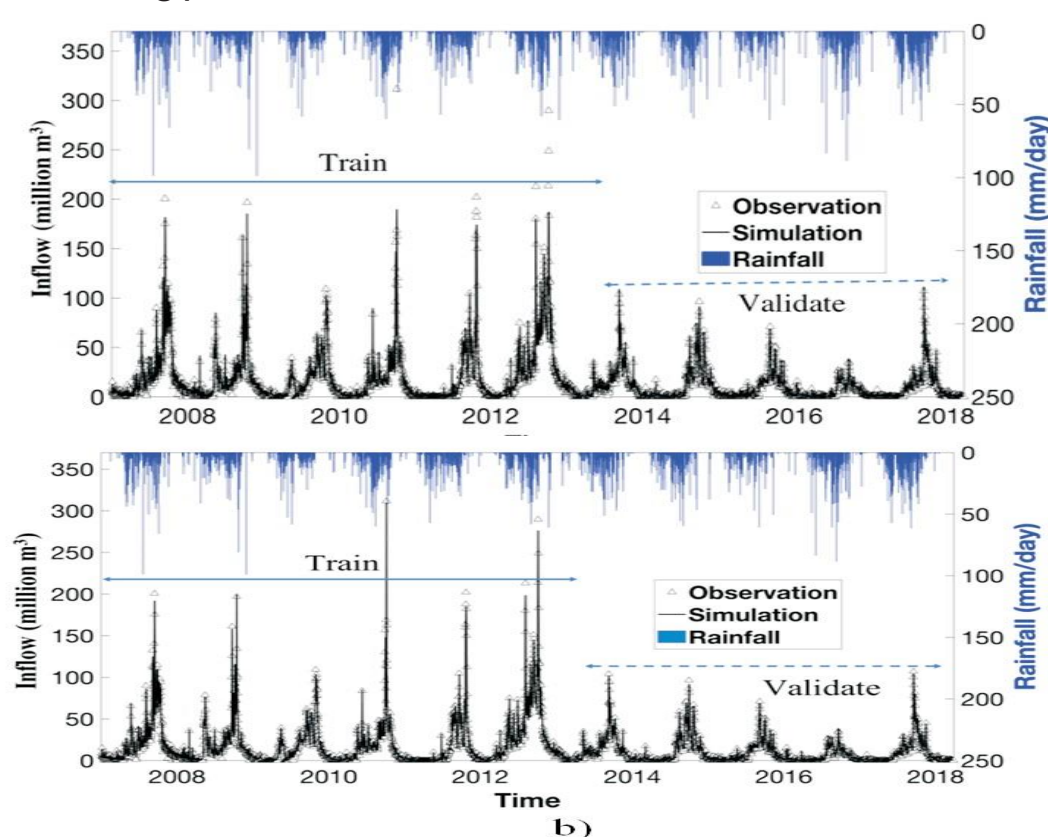 350
300
250
200
150
100
50
0
Inflow (million m³)
0
50
100
150
200
250
Rainfall (mm/day)
Train
Observation
Simulation
Rainfall
Validate
2008 2010 2012 2014 2016 2018
350
300
250
200
150
100
50
0
Inflow (million m³)
0
50
100
150
200
250
Rainfall (mm/day)
Train
Observation
Simulation
Rainfall
Validate
2008 2010 2012 2014 2016 2018
Time
b)